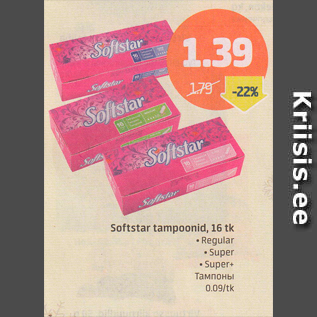 Softstar
Softstar
Softstar
1.39
1.79
-22%
Softstar tampoonid, 16 tk
• Regular
• Super
• Super+
Тампоны
0.09/tk
Kriisis.ee